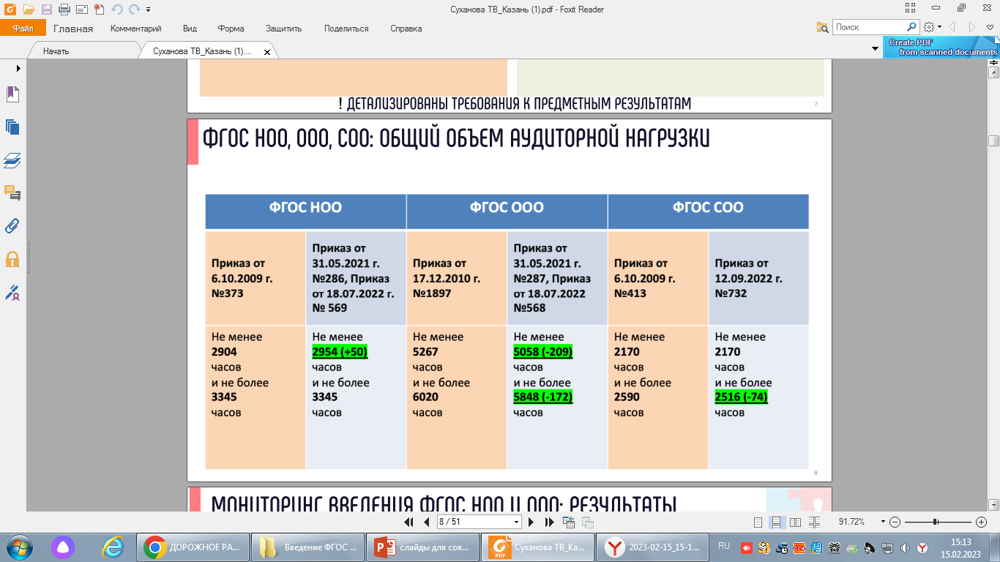 Суханова ТВ_Казань (1).pdf - Foxit Reader
Файл Главная Комментарий Вид Форма Защитить Поделиться Справка Поиск
Начать Суханова ТВ_Казань (1)....
Create PDF
from scanned documents
! ДЕТАЛИЗИРОВАНЫ ТРЕБОВАНИЯ К ПРЕДМЕТНЫМ РЕЗУЛЬТАТАМ
7
ФГОС НОО, ООО, СОО: ОБЩИЙ ОБЪЕМ АУДИТОРНОЙ НАГРУЗКИ
ФГОС НОО ФГОС ООО ФГОС СОО
Приказ от
6.10.2009 г.
№373
Приказ от
31.05.2021 г.
№286, Приказ
от 18.07.2022 г.
№ 569
Приказ от
17.12.2010 г.
№1897
Приказ от
31.05.2021 г.
№287, Приказ
от 18.07.2022
№568
Приказ от
6.10.2009 г.
№413
Приказ от
12.09.2022 г.
№732
Не менее
2904
часов
и не более
3345
часов
Не менее
2954 (+50)
часов
и не более
3345
часов
Не менее
5267
часов
и не более
6020
часов
Не менее
5058 (-209)
часов
и не более
5848 (-172)
часов
Не менее
2170
часов
и не более
2590
часов
Не менее
2170
часов
и не более
2516 (-74)
часов
8
МОНИТОРИНГ ВВЕДЕНИЯ ФГОС НОО И ООО: РЕЗУЛЬТАТЫ
8 / 51
91.72%
ДОРОЖНОЕ РА... Введение ФГОС ... слайды для сов... Суханова ТВ_Ка... 2023-02-15_15-1...
RU
15:13
15.02.2023